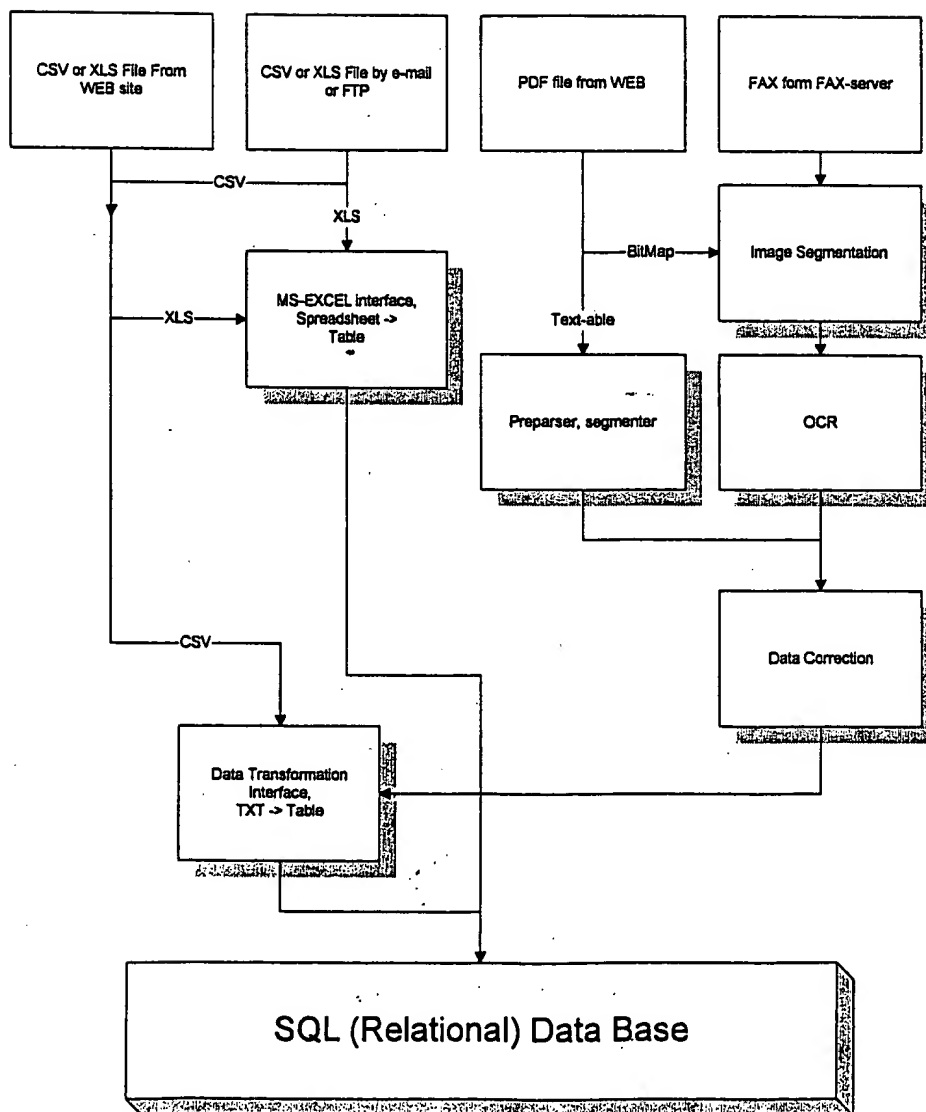 CSV or XLS File From
WEB site
CSV or XLS File by e-mail
or FTP
PDF file from WEB
FAX form FAX-server
CSV
XLS
BitMap
Image Segmentation
MS-EXCEL interface,
Spreadsheet ->
Table
XLS
Text-able
Preparser, segmenter
OCR
CSV
Data Correction
Data Transformation
Interface,
TXT -> Table
SQL (Relational) Data Base